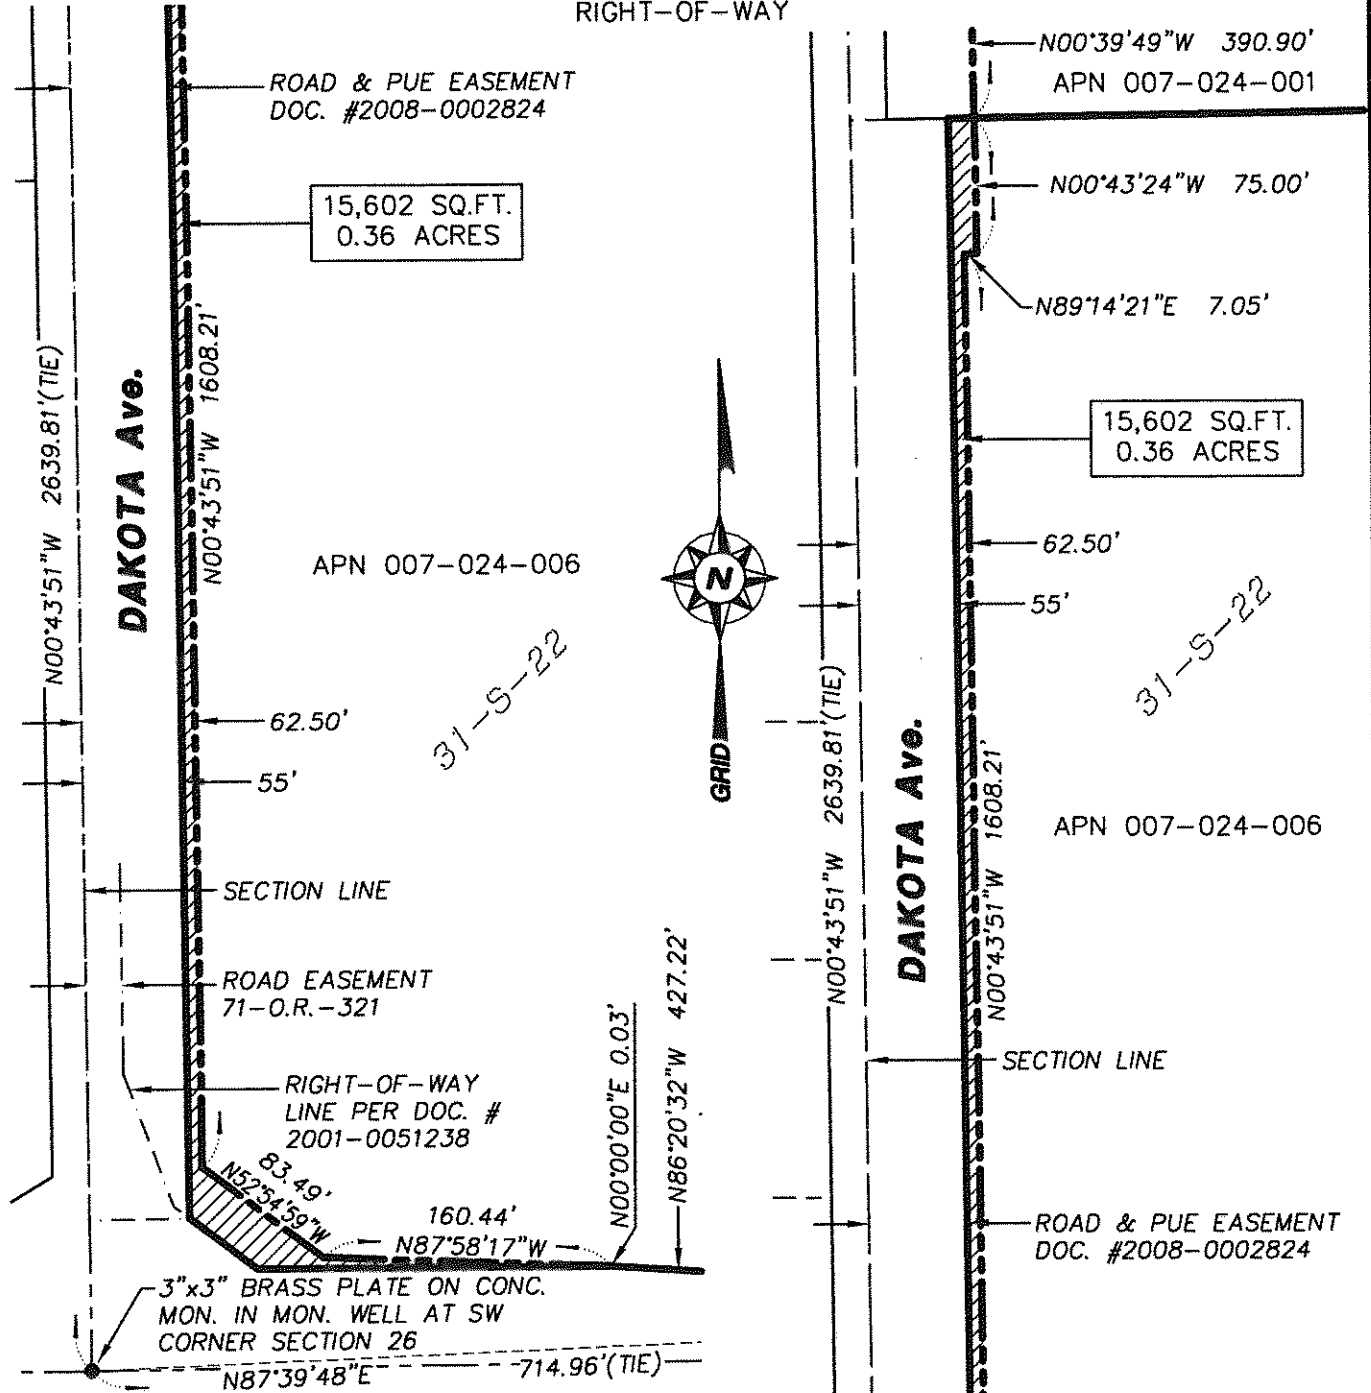 RIGHT-OF-WAY
ROAD & PUE EASEMENT
DOC. #2008-0002824
15,602 SQ.FT.
0.36 ACRES
N00°43'51"W 2639.81'(TIE)
DAKOTA Ave.
N00°43'51"W 1608.21'
APN 007-024-006
31-S-22
62.50'
55'
SECTION LINE
ROAD EASEMENT
71-O.R.-321
RIGHT-OF-WAY
LINE PER DOC. #
2001-0051238
83.49'
N52°54'59"W
160.44'
N87°58'17"W
N00°00'00"E 0.03'
N86°20'32"W 427.22'
3"x3" BRASS PLATE ON CONC.
MON. IN MON. WELL AT SW
CORNER SECTION 26
N87°39'48"E 714.96'(TIE)
N
GRID
N00°39'49"W 390.90'
APN 007-024-001
N00°43'24"W 75.00'
N89°14'21"E 7.05'
15,602 SQ.FT.
0.36 ACRES
62.50'
55'
31-S-22
N00°43'51"W 2639.81'(TIE)
DAKOTA Ave.
N00°43'51"W 1608.21'
APN 007-024-006
SECTION LINE
ROAD & PUE EASEMENT
DOC. #2008-0002824